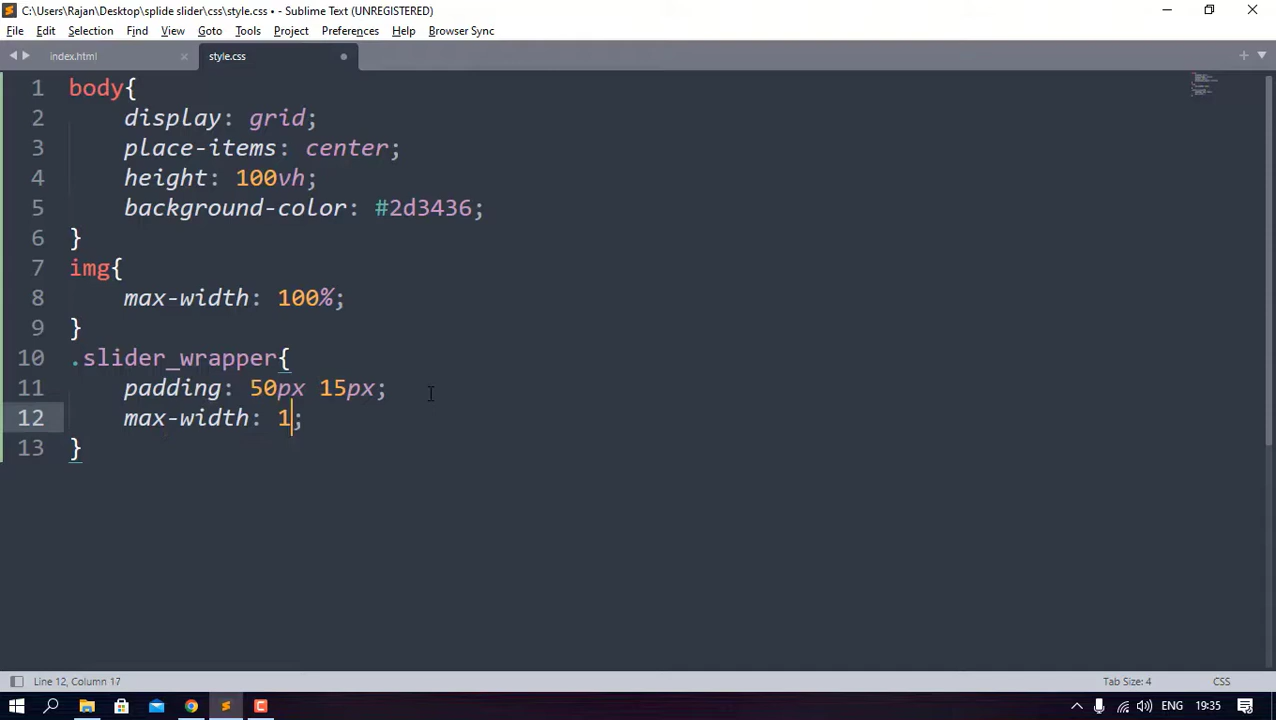 C:\Users\Rajan\Desktop\splide slider\css\style.css • - Sublime Text (UNREGISTERED)
File Edit Selection Find View Goto Tools Project Preferences Help Browser Sync
index.html style.css
1 body{
2 display: grid;
3 place-items: center;
4 height: 100vh;
5 background-color: #2d3436;
6 }
7 img{
8 max-width: 100%;
9 }
10 .slider_wrapper{
11 padding: 50px 15px;
12 max-width: 1;
13 }
Line 12, Column 17 Tab Size: 4 CSS
ENG 19:35